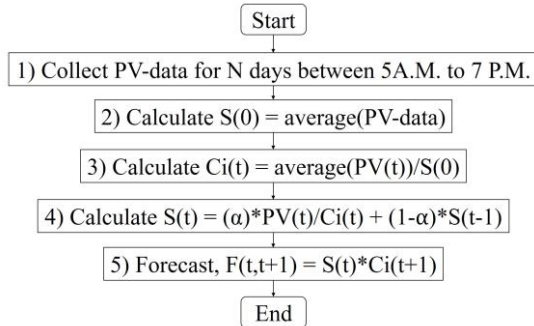 Start
1) Collect PV-data for N days between 5A.M. to 7 P.M.
2) Calculate S(0) = average(PV-data)
3) Calculate Ci(t) = average(PV(t))/S(0)
4) Calculate S(t) = (α)*PV(t)/Ci(t) + (1-α)*S(t-1)
5) Forecast, F(t,t+1) = S(t)*Ci(t+1)
End